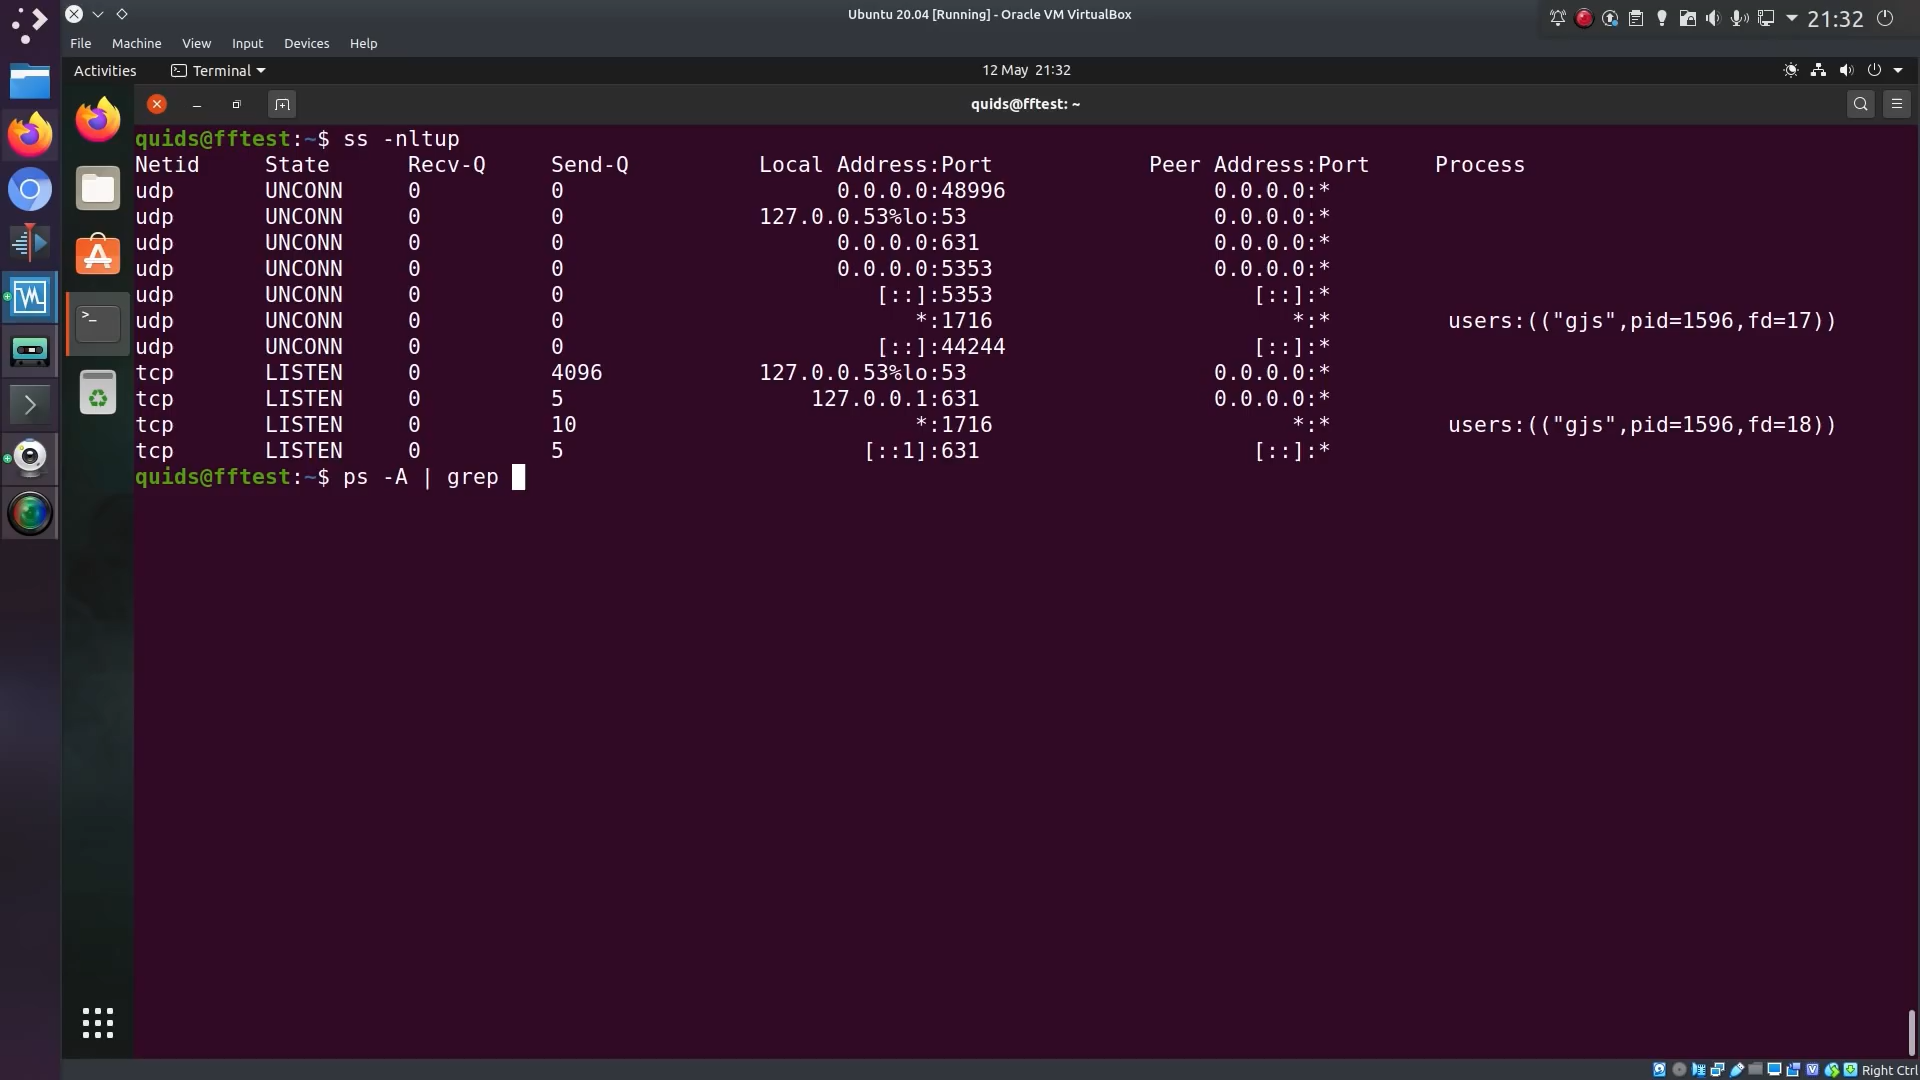 Ubuntu 20.04 [Running] - Oracle VM VirtualBox
21:32
File Machine View Input Devices Help
Activities Terminal 12 May 21:32
quids@fftest: ~
quids@fftest:~$ ss -nltup
Netid State Recv-Q Send-Q Local Address:Port Peer Address:Port Process
udp UNCONN 0 0 0.0.0.0:48996 0.0.0.0:*
udp UNCONN 0 0 127.0.0.53%lo:53 0.0.0.0:*
udp UNCONN 0 0 0.0.0.0:631 0.0.0.0:*
udp UNCONN 0 0 0.0.0.0:5353 0.0.0.0:*
udp UNCONN 0 0 [::]:5353 [::]:*
udp UNCONN 0 0 *:1716 *:* users:(("gjs",pid=1596,fd=17))
udp UNCONN 0 0 [::]:44244 [::]:*
tcp LISTEN 0 4096 127.0.0.53%lo:53 0.0.0.0:*
tcp LISTEN 0 5 127.0.0.1:631 0.0.0.0:*
tcp LISTEN 0 10 *:1716 *:* users:(("gjs",pid=1596,fd=18))
tcp LISTEN 0 5 [::1]:631 [::]:*
quids@fftest:~$ ps -A | grep
Right Ctrl